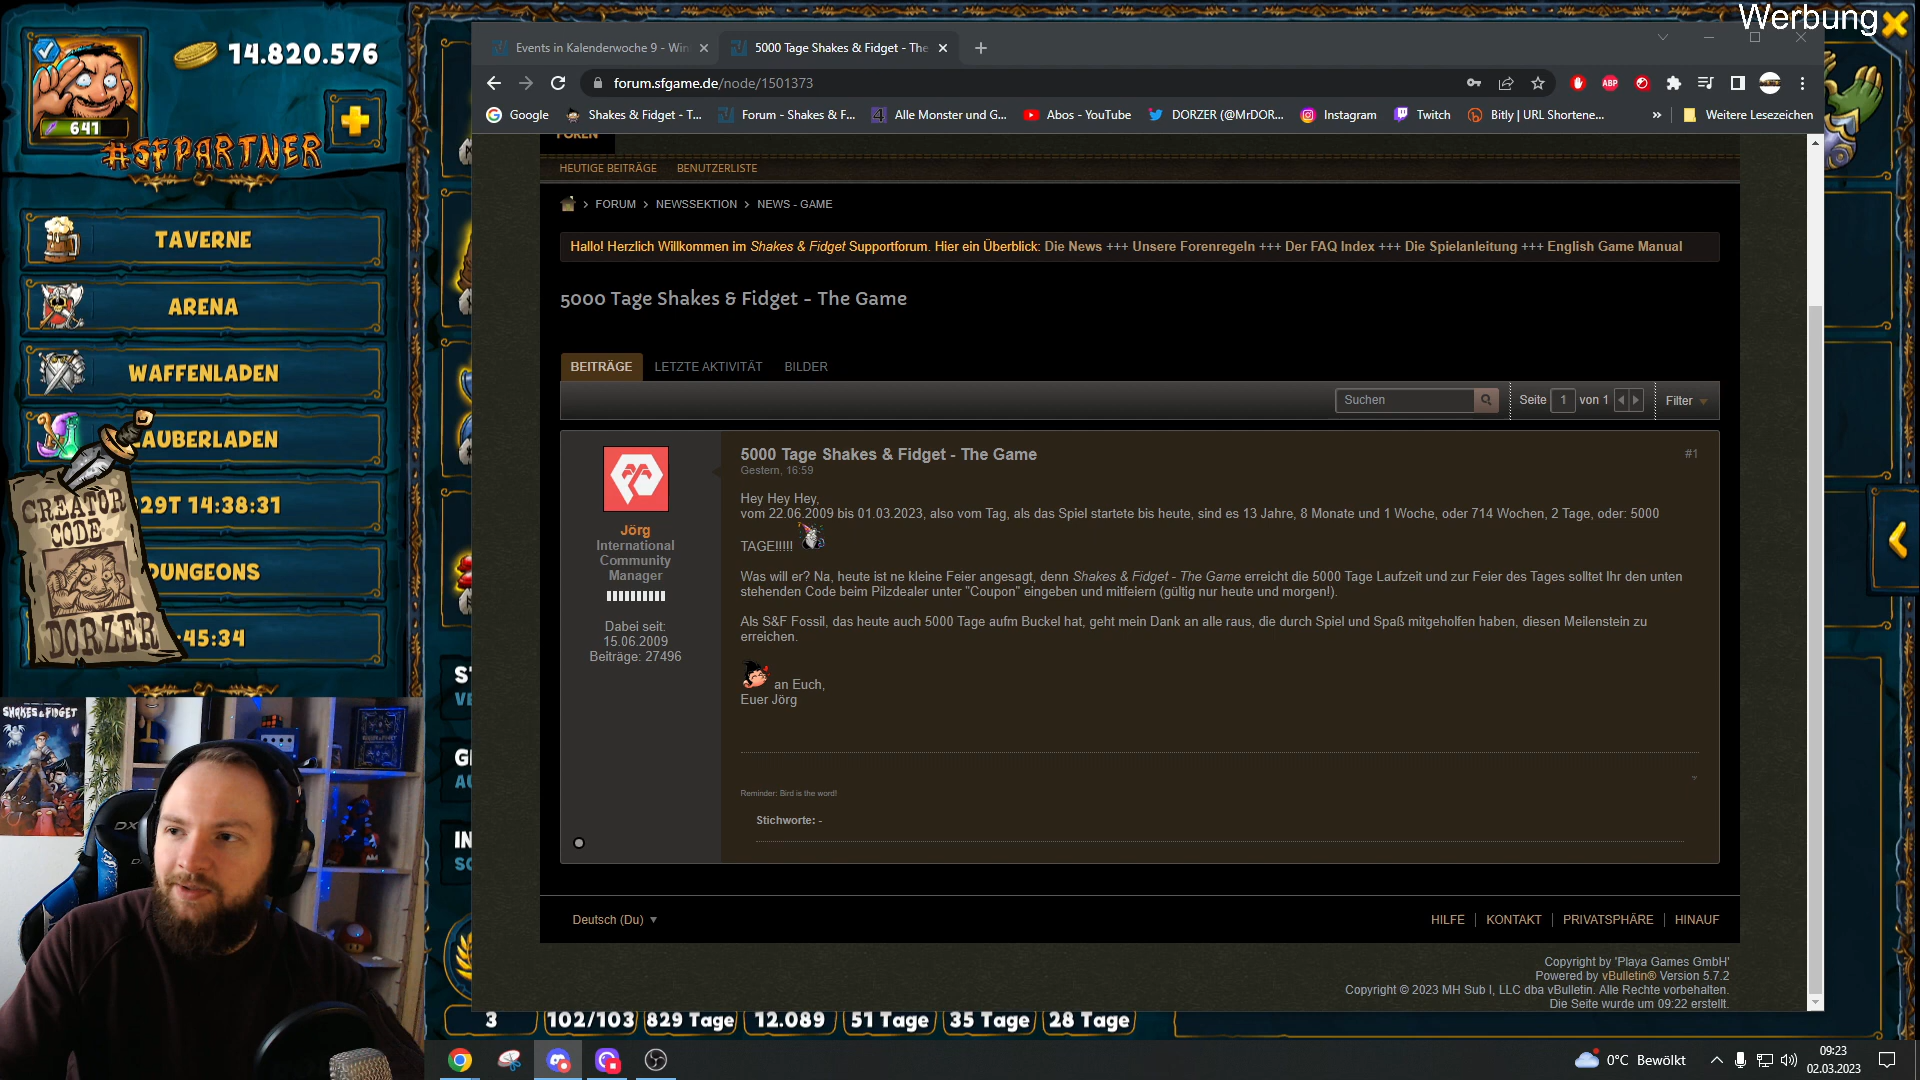 Werbung
14.820.576
641
#SFPARTNER
TAVERNE
ARENA
WAFFENLADEN
AUBERLADEN
29T 14:38:31
DUNGEONS
:45:34
CREATOR
CODE
DORZER
Events in Kalenderwoche 9 - Win
5000 Tage Shakes & Fidget - The
forum.sfgame.de/node/1501373
Google
Shakes & Fidget - T...
Forum - Shakes & F...
Alle Monster und G...
Abos - YouTube
DORZER (@MrDOR...
Instagram
Twitch
Bitly | URL Shortene...
»
Weitere Lesezeichen
ABP
FOREN
HEUTIGE BEITRÄGE
BENUTZERLISTE
FORUM > NEWSSEKTION > NEWS - GAME
Hallo! Herzlich Willkommen im Shakes & Fidget Supportforum. Hier ein Überblick: Die News +++ Unsere Forenregeln +++ Der FAQ Index +++ Die Spielanleitung +++ English Game Manual
5000 Tage Shakes & Fidget - The Game
BEITRÄGE
LETZTE AKTIVITÄT
BILDER
Suchen
Seite 1 von 1
Filter
Jörg
International
Community
Manager
Dabei seit:
15.06.2009
Beiträge: 27496
5000 Tage Shakes & Fidget - The Game
#1
Gestern, 16:59
Hey Hey Hey,
vom 22.06.2009 bis 01.03.2023, also vom Tag, als das Spiel startete bis heute, sind es 13 Jahre, 8 Monate und 1 Woche, oder 714 Wochen, 2 Tage, oder: 5000
TAGE!!!!!
Was will er? Na, heute ist ne kleine Feier angesagt, denn Shakes & Fidget - The Game erreicht die 5000 Tage Laufzeit und zur Feier des Tages solltet Ihr den unten
stehenden Code beim Pilzdealer unter "Coupon" eingeben und mitfeiern (gültig nur heute und morgen!).
Als S&F Fossil, das heute auch 5000 Tage aufm Buckel hat, geht mein Dank an alle raus, die durch Spiel und Spaß mitgeholfen haben, diesen Meilenstein zu
erreichen.
an Euch,
Euer Jörg
Reminder: Bird is the word!
Stichworte: -
Deutsch (Du)
HILFE
KONTAKT
PRIVATSPHÄRE
HINAUF
Copyright by 'Playa Games GmbH'
Powered by vBulletin® Version 5.7.2
Copyright © 2023 MH Sub I, LLC dba vBulletin. Alle Rechte vorbehalten.
Die Seite wurde um 09:22 erstellt.
SHAKES & FIDGET
DX
ST
VE
GI
AU
IN
SC
3
102/103
829 Tage
12.089
51 Tage
35 Tage
28 Tage
0°C Bewölkt
09:23
02.03.2023